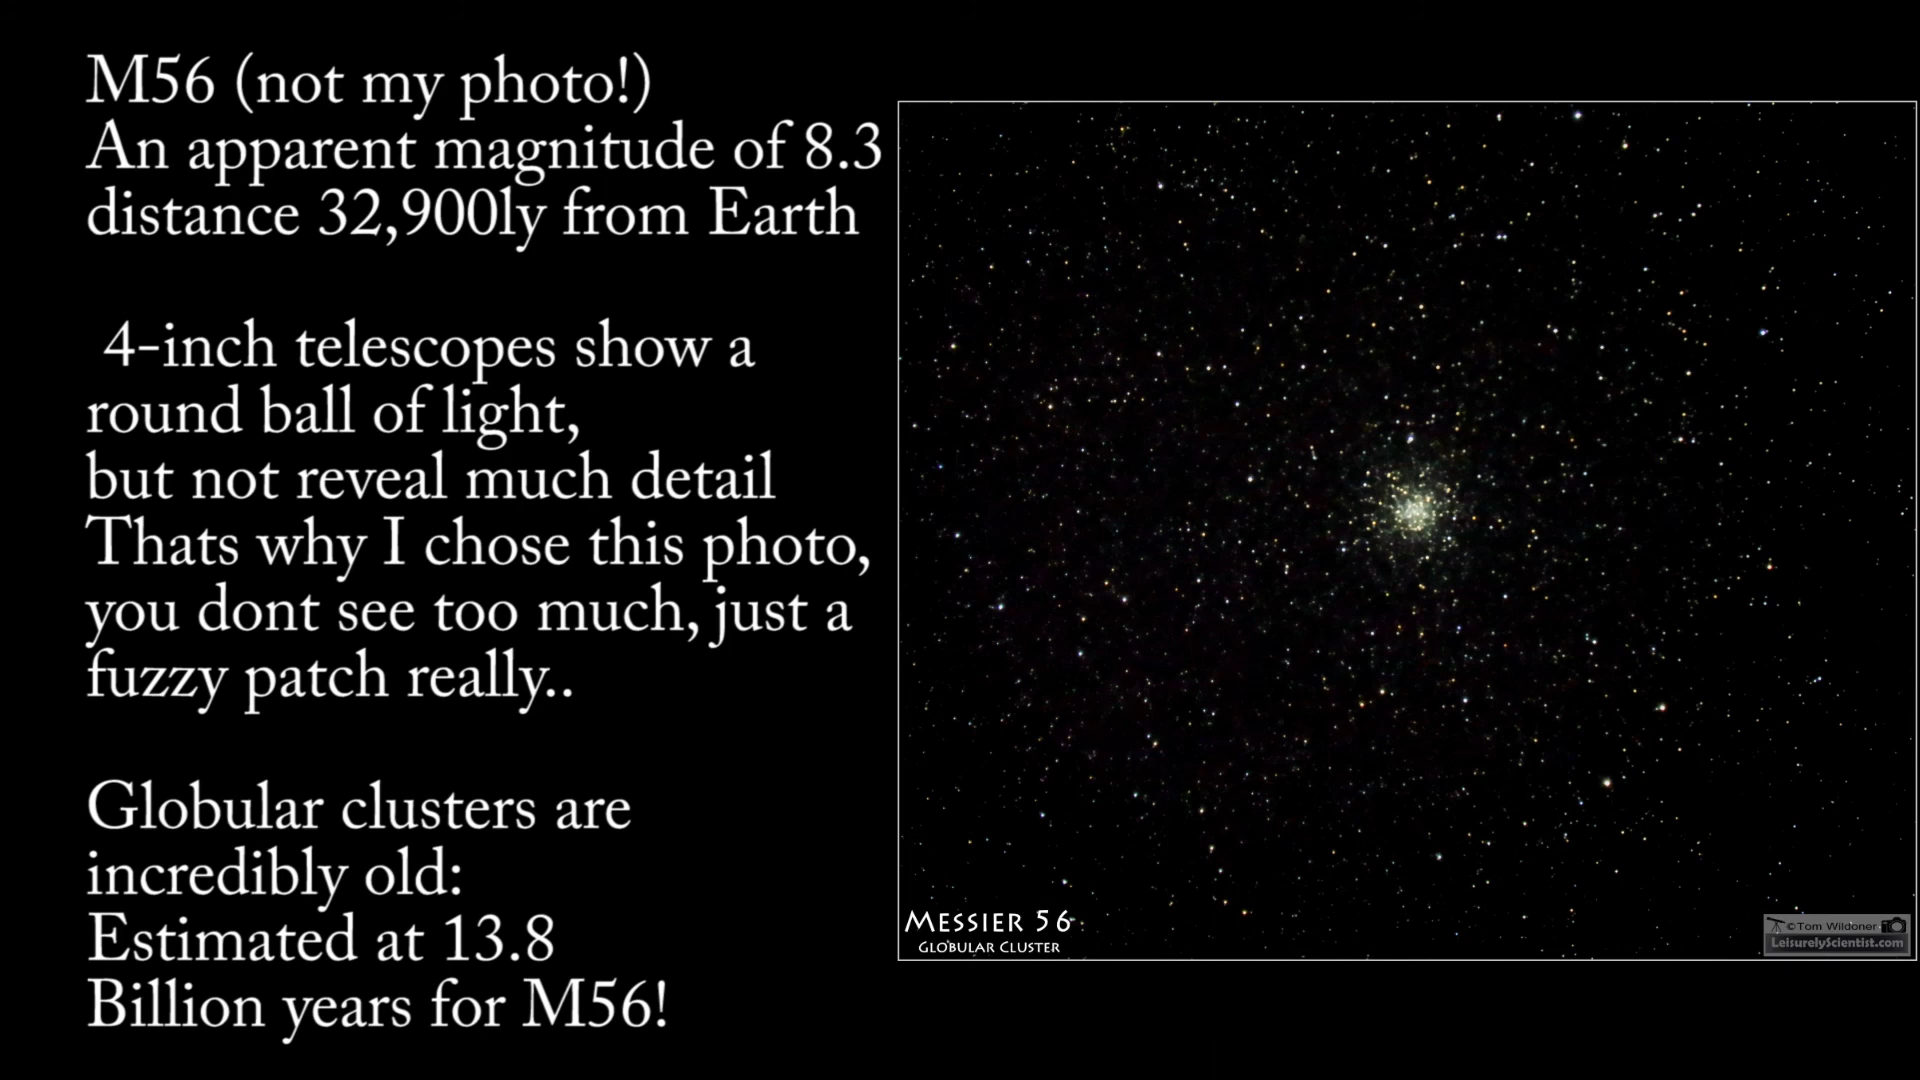 M56 (not my photo!)
An apparent magnitude of 8.3
distance 32,900ly from Earth
4-inch telescopes show a
round ball of light,
but not reveal much detail
Thats why I chose this photo,
you dont see too much, just a
fuzzy patch really..
Globular clusters are
incredibly old:
Estimated at 13.8
Billion years for M56!
MESSIER 56
GLOBULAR CLUSTER
©Tom Wildoner
LeisurelyScientist.com